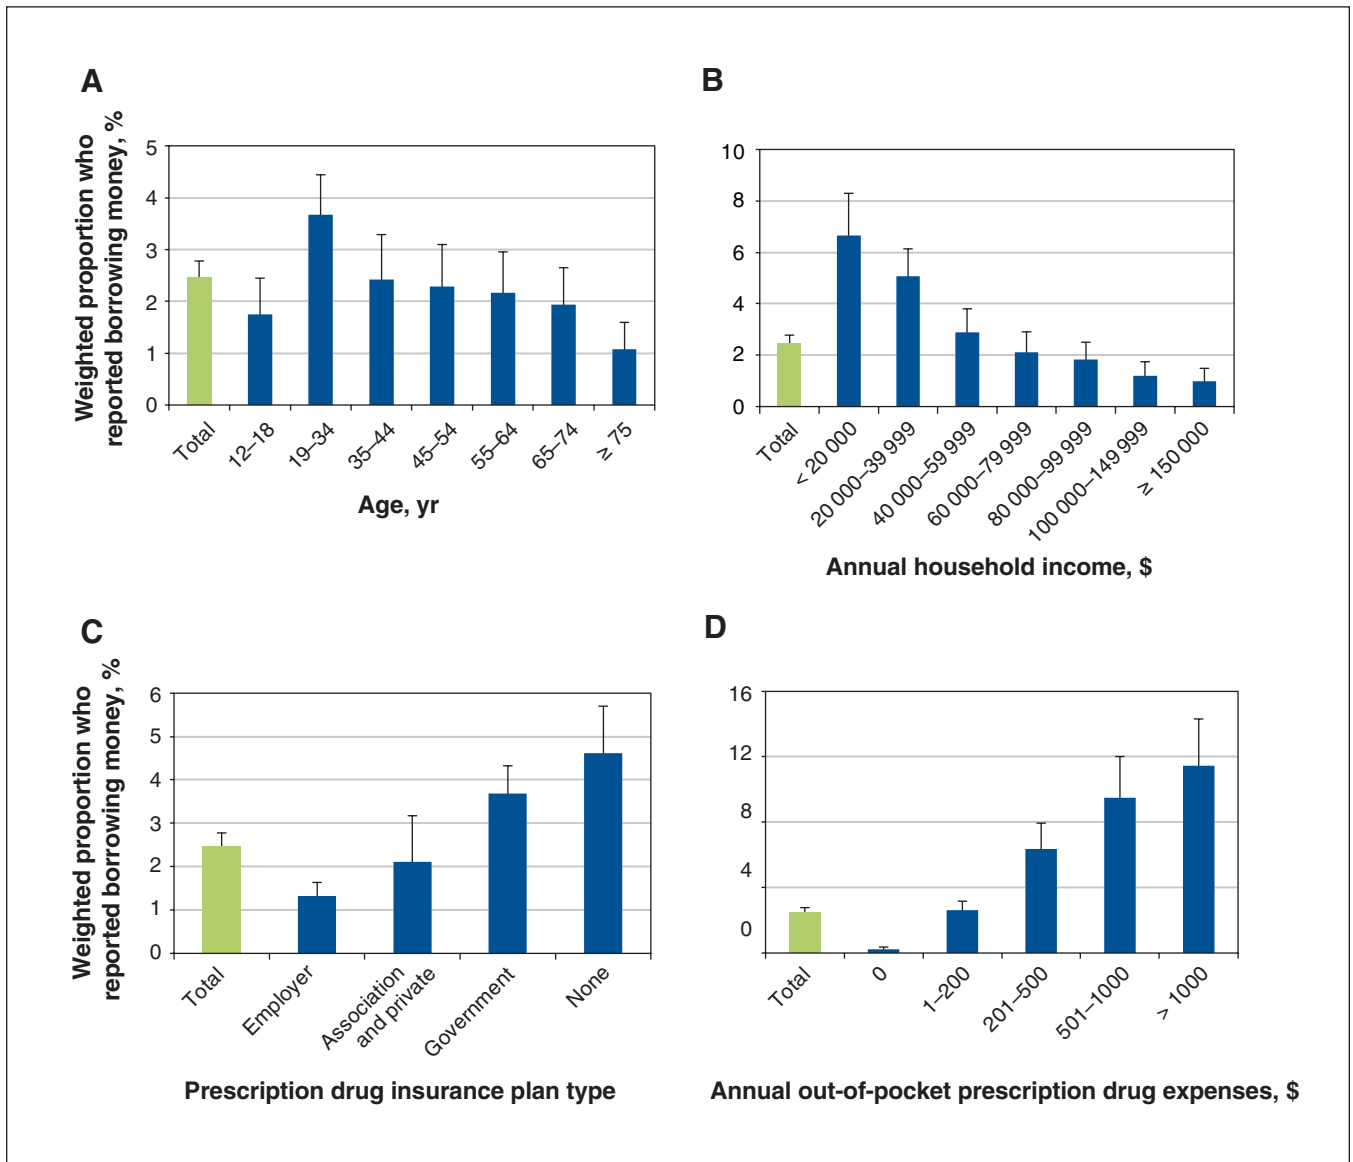 A
Weighted proportion who
reported borrowing money, %
5
4
3
2
1
0
Total
12–18
19–34
35–44
45–54
55–64
65–74
≥ 75
Age, yr
B
10
8
6
4
2
0
Total
< 20 000
20 000–39 999
40 000–59 999
60 000–79 999
80 000–99 999
100 000–149 999
≥ 150 000
Annual household income, $
C
Weighted proportion who
reported borrowing money, %
6
5
4
3
2
1
0
Total
Employer
Association
and private
Government
None
Prescription drug insurance plan type
D
16
12
8
4
0
Total
0
1–200
201–500
501–1000
> 1000
Annual out-of-pocket prescription drug expenses, $